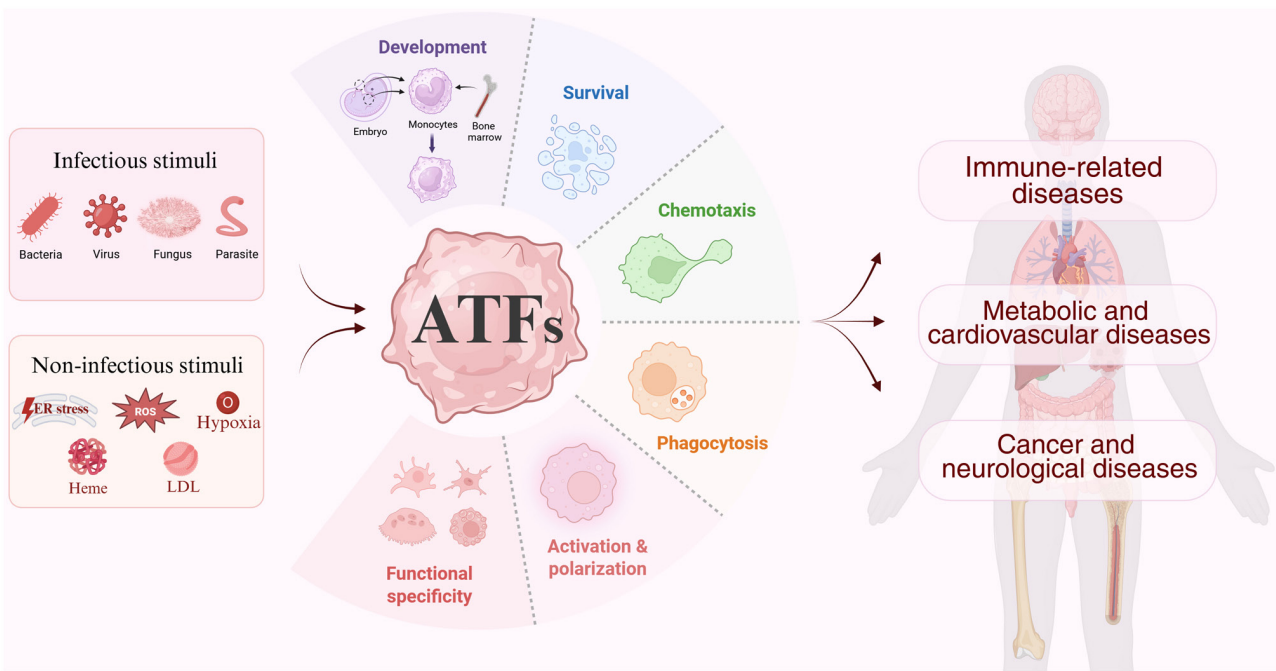 Infectious stimuli
Bacteria
Virus
Fungus
Parasite
Non-infectious stimuli
ER stress
ROS
O
Hypoxia
Heme
LDL
Development
Embryo
Monocytes
Bone
marrow
Survival
Chemotaxis
Phagocytosis
Activation &
polarization
Functional
specificity
ATFs
Immune-related
diseases
Metabolic and
cardiovascular diseases
Cancer and
neurological diseases